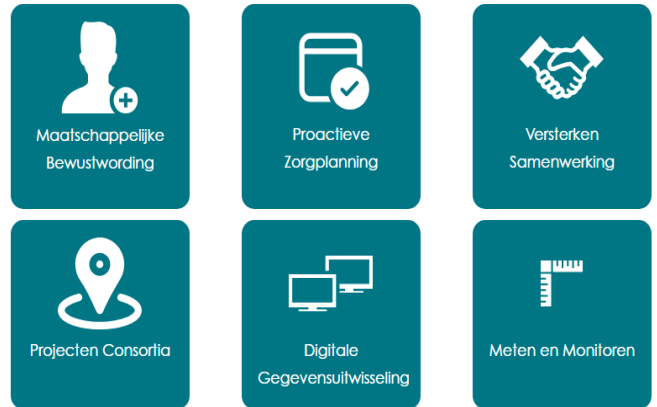 Maatschappelijke
Bewustwording
Proactieve
Zorgplanning
Versterken
Samenwerking
Projecten Consortia
Digitale
Gegevensuitwisseling
Meten en Monitoren